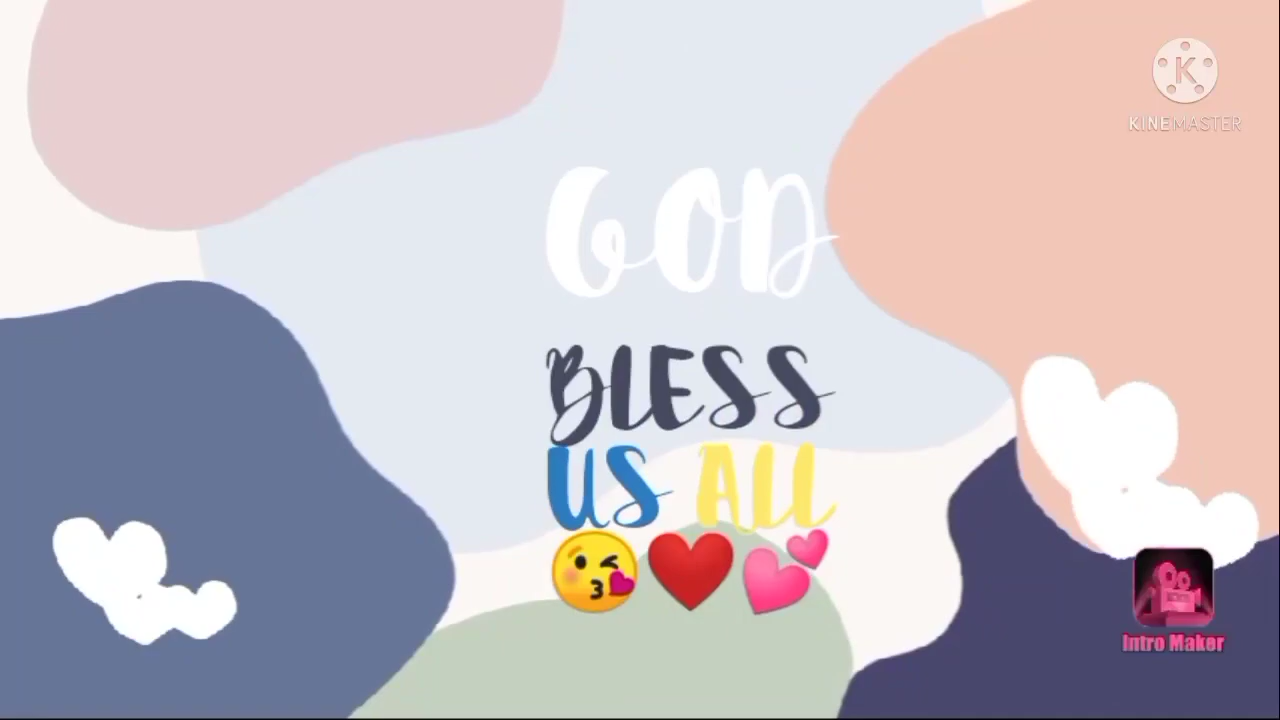 K
KINEMASTER
GOD
BLESS
US ALL
😘❤️💕
Intro Maker